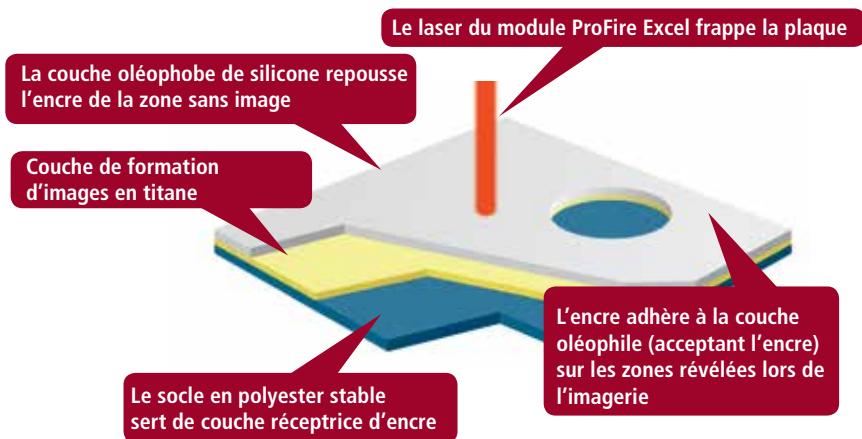 Le laser du module ProFire Excel frappe la plaque
La couche oléophobe de silicone repousse
l'encre de la zone sans image
Couche de formation
d'images en titane
L'encre adhère à la couche
oléophile (acceptant l'encre)
sur les zones révélées lors de
l'imagerie
Le socle en polyester stable
sert de couche réceptrice d'encre